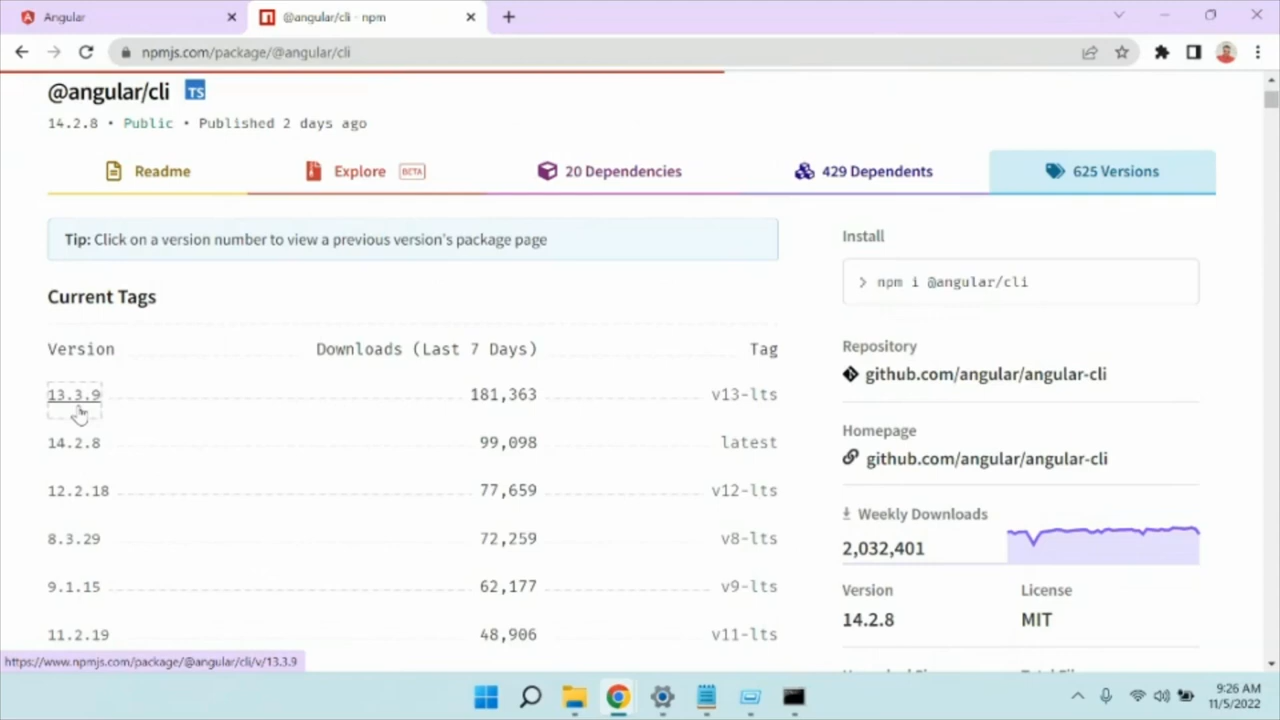 Angular
@angular/cli - npm
npmjs.com/package/@angular/cli
@angular/cli TS
14.2.8 • Public • Published 2 days ago
Readme
Explore BETA
20 Dependencies
429 Dependents
625 Versions
Tip: Click on a version number to view a previous version's package page
Current Tags
Version Downloads (Last 7 Days) Tag
13.3.9 181,363 v13-lts
14.2.8 99,098 latest
12.2.18 77,659 v12-lts
8.3.29 72,259 v8-lts
9.1.15 62,177 v9-lts
11.2.19 48,906 v11-lts
Install
> npm i @angular/cli
Repository
github.com/angular/angular-cli
Homepage
github.com/angular/angular-cli
Weekly Downloads
2,032,401
Version License
14.2.8 MIT
https://www.npmjs.com/package/@angular/cli/v/13.3.9
9:26 AM
11/5/2022